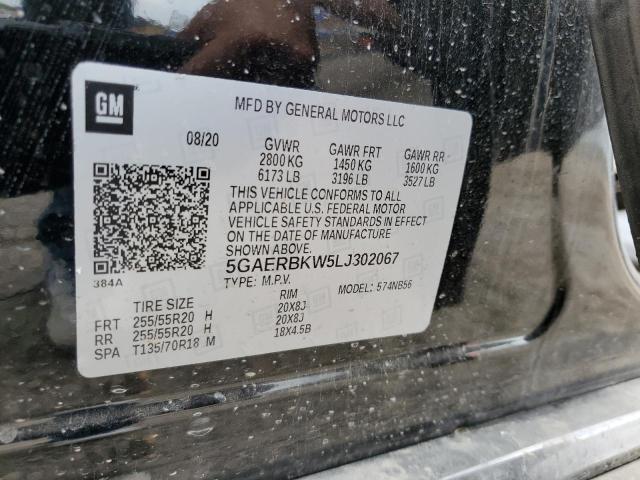 GM
MFD BY GENERAL MOTORS LLC
08/20 GVWR GAWR FRT GAWR RR
2800 KG 1450 KG 1600 KG
6173 LB 3196 LB 3527 LB
THIS VEHICLE CONFORMS TO ALL
APPLICABLE U.S. FEDERAL MOTOR
VEHICLE SAFETY STANDARDS IN EFFECT
ON THE DATE OF MANUFACTURE
SHOWN ABOVE.
5GAERBKW5LJ302067
384A TYPE: M.P.V. MODEL: 574NB56
TIRE SIZE RIM
FRT 255/55R20 H 20X8J
RR 255/55R20 H 20X8J
SPA T135/70R18 M 18X4.5B